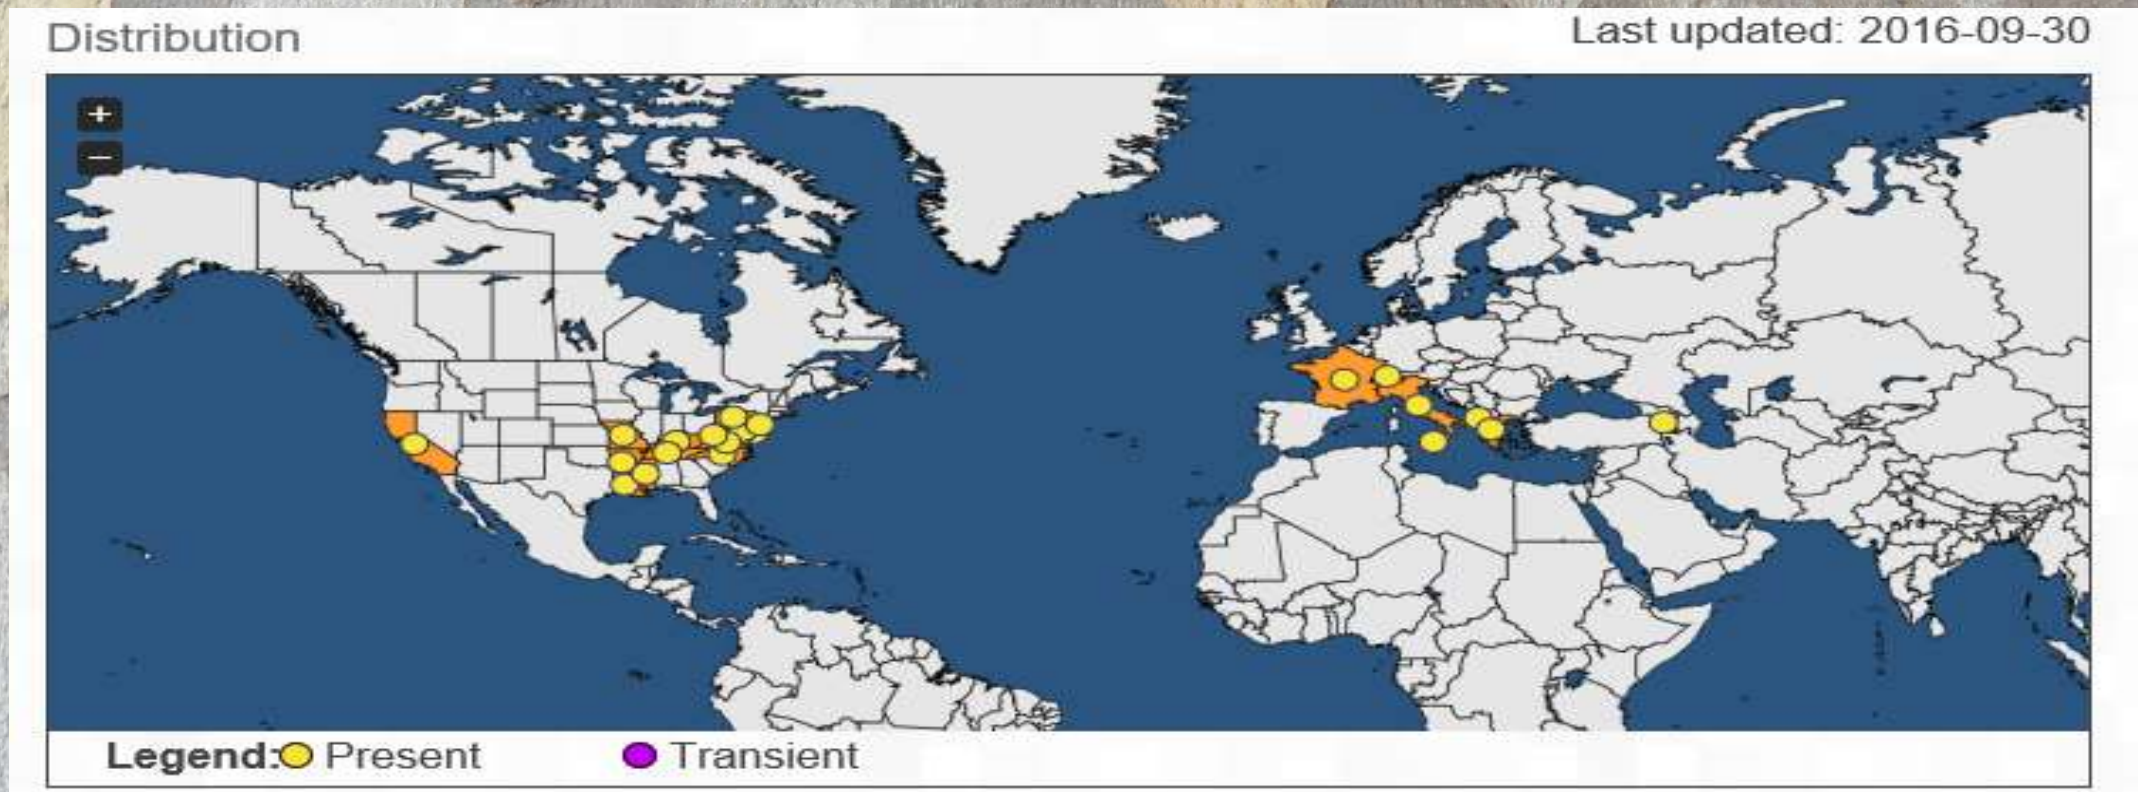 Distribution
Last updated: 2016-09-30
+
−
Legend: Present Transient